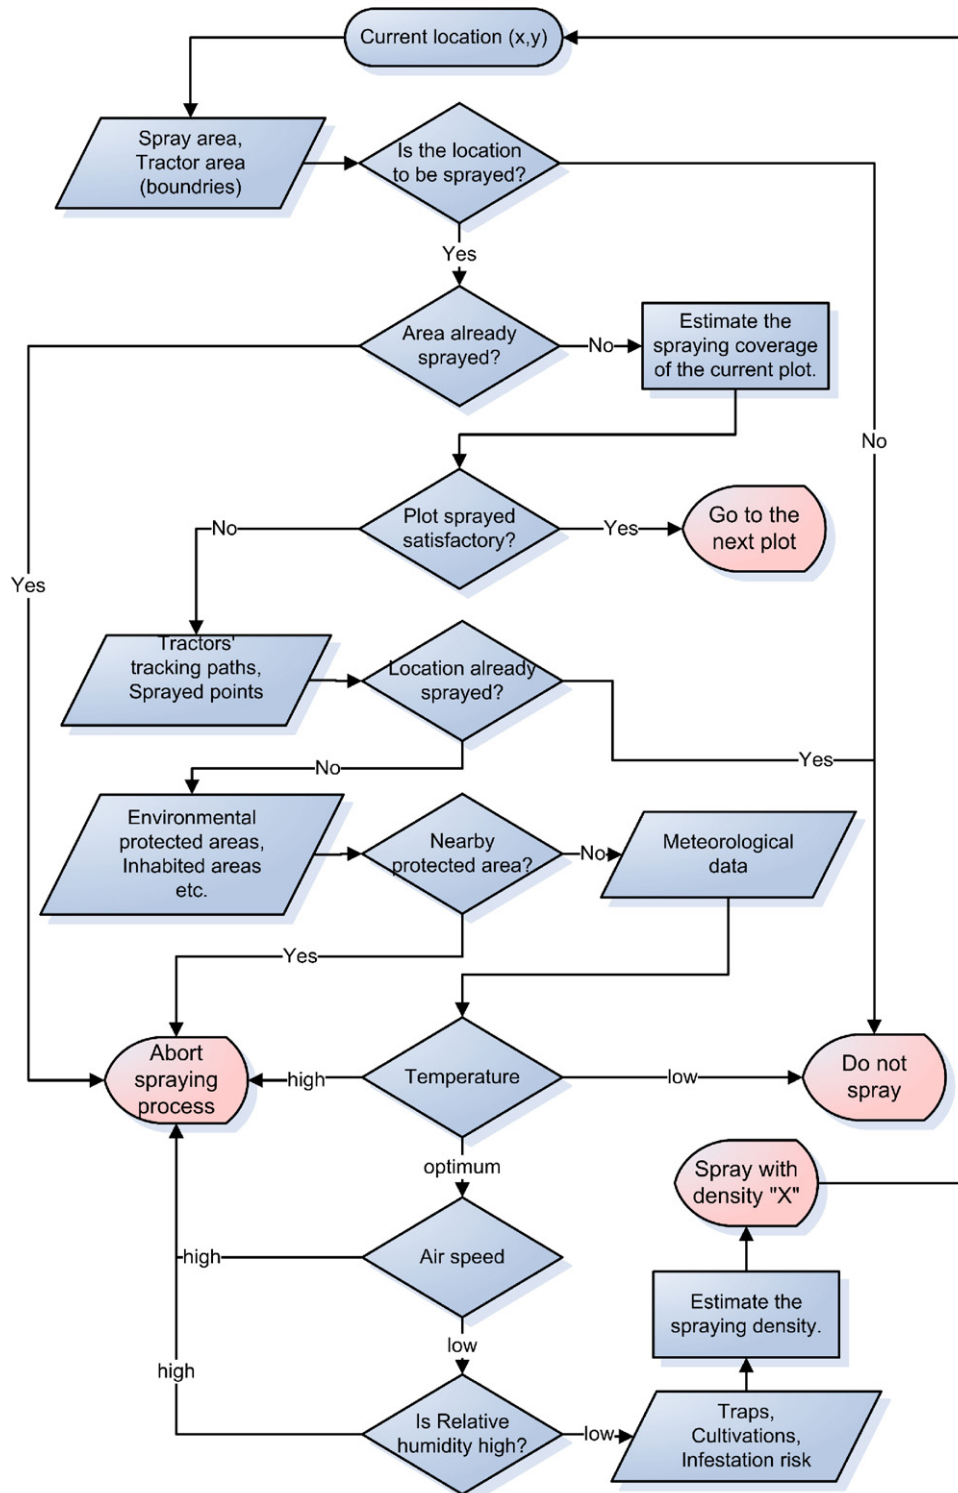 Current location (x,y)
Spray area,
Tractor area
(boundries)
Is the location
to be sprayed?
Yes
Area already
sprayed?
No
Estimate the
spraying coverage
of the current plot.
No
Plot sprayed
satisfactory?
No
Yes
Go to the
next plot
Yes
Tractors'
tracking paths,
Sprayed points
Location already
sprayed?
Yes
No
Environmental
protected areas,
Inhabited areas
etc.
Nearby
protected area?
No
Meteorological
data
Yes
Abort
spraying
process
high
Temperature
low
Do not
spray
optimum
Spray with
density "X"
high
Air speed
Estimate the
spraying density.
low
high
Is Relative
humidity high?
low
Traps,
Cultivations,
Infestation risk